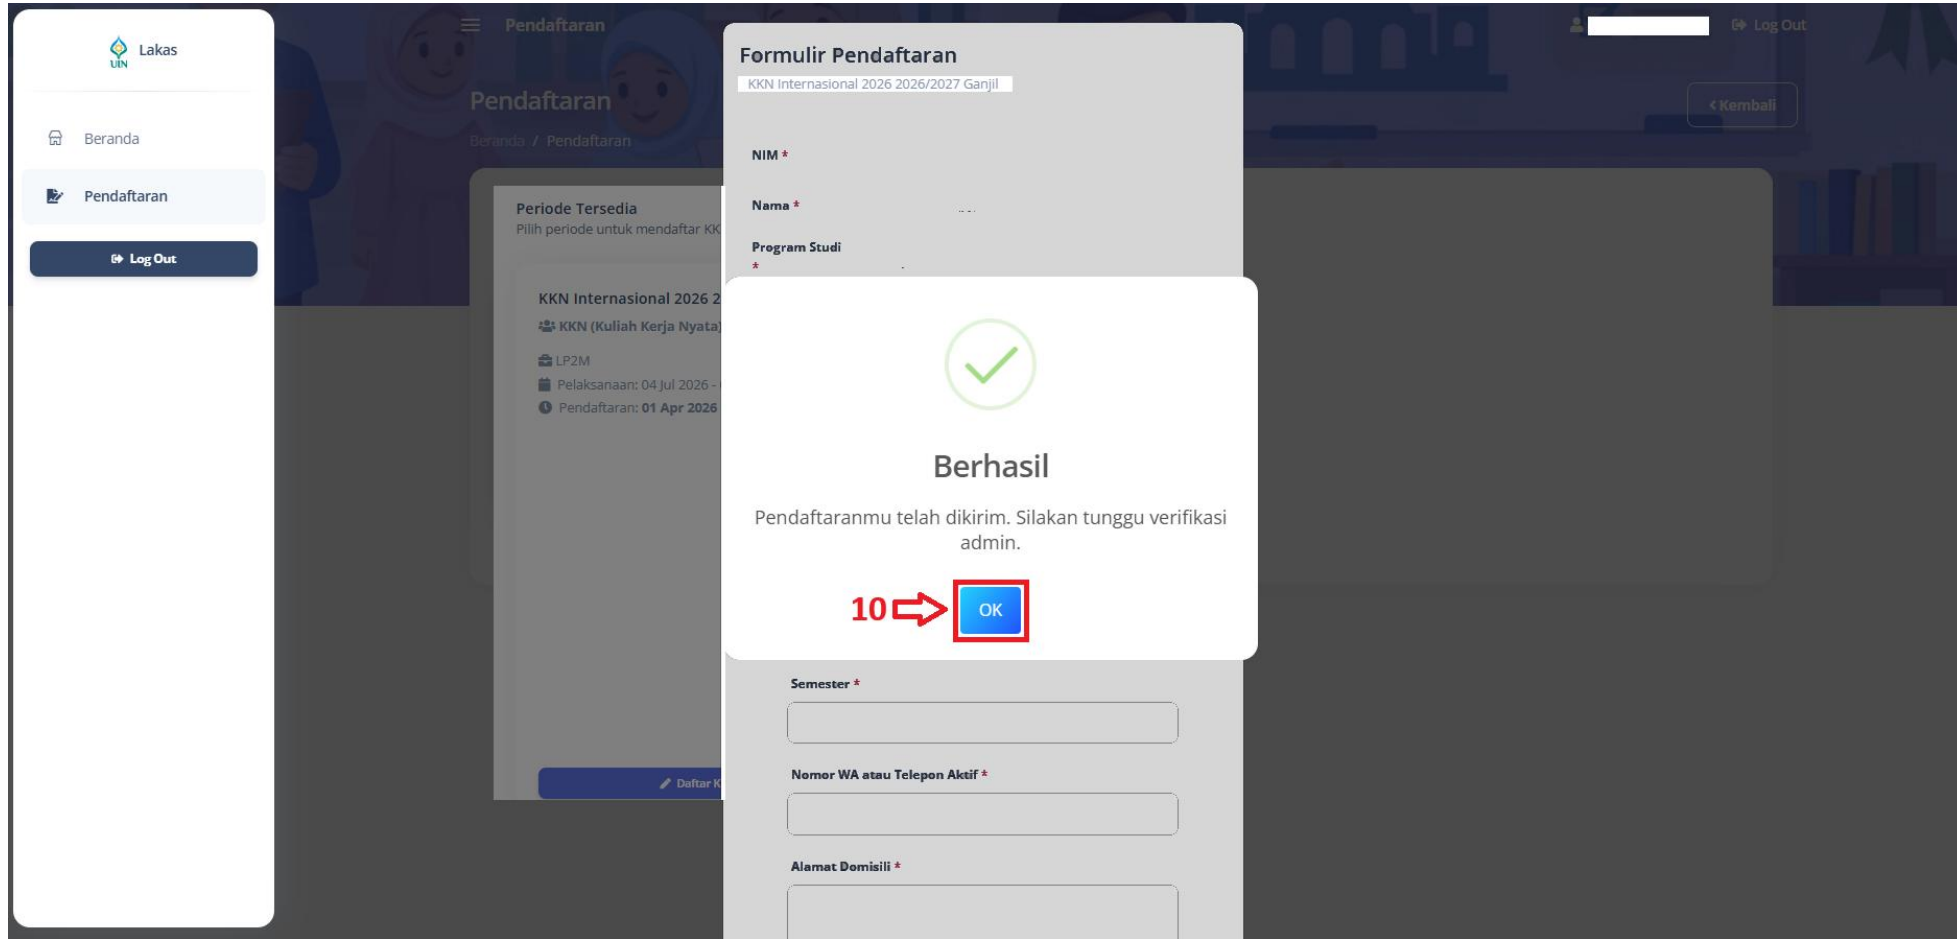 UIN
Lakas
Beranda
Pendaftaran
Log Out
Pendaftaran
Log Out
Pendaftaran
Beranda / Pendaftaran
Kembali
Periode Tersedia
Pilih periode untuk mendaftar KK
KKN Internasional 2026 2
KKN (Kuliah Kerja Nyata)
LP2M
Pelaksanaan: 04 Jul 2026 -
Pendaftaran: 01 Apr 2026
Daftar K
Formulir Pendaftaran
KKN Internasional 2026 2026/2027 Ganjil
NIM *
Nama *
Program Studi
*
Berhasil
Pendaftaranmu telah dikirim. Silakan tunggu verifikasi
admin.
10
OK
Semester *
Nomor WA atau Telepon Aktif *
Alamat Domisili *